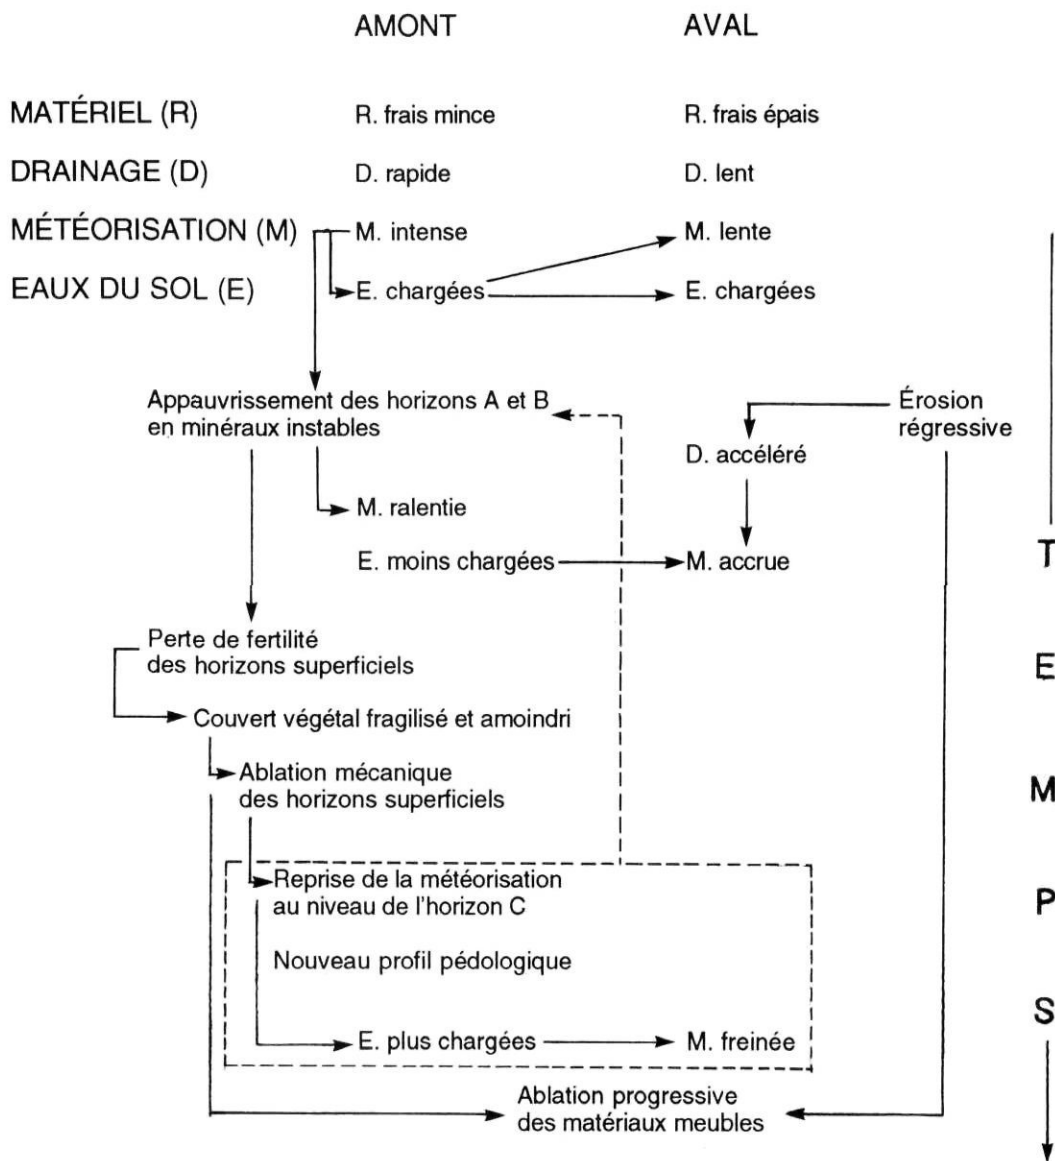 AMONT AVAL
MATÉRIEL (R) R. frais mince R. frais épais
DRAINAGE (D) D. rapide D. lent
MÉTÉORISATION (M) M. intense M. lente
EAUX DU SOL (E) E. chargées E. chargées
Appauvrissement des horizons A et B
en minéraux instables
Érosion
régressive
D. accéléré
M. ralentie
E. moins chargées M. accrue
Perte de fertilité
des horizons superficiels
Couvert végétal fragilisé et amoindri
Ablation mécanique
des horizons superficiels
Reprise de la météorisation
au niveau de l'horizon C
Nouveau profil pédologique
E. plus chargées M. freinée
Ablation progressive
des matériaux meubles
T
E
M
P
S